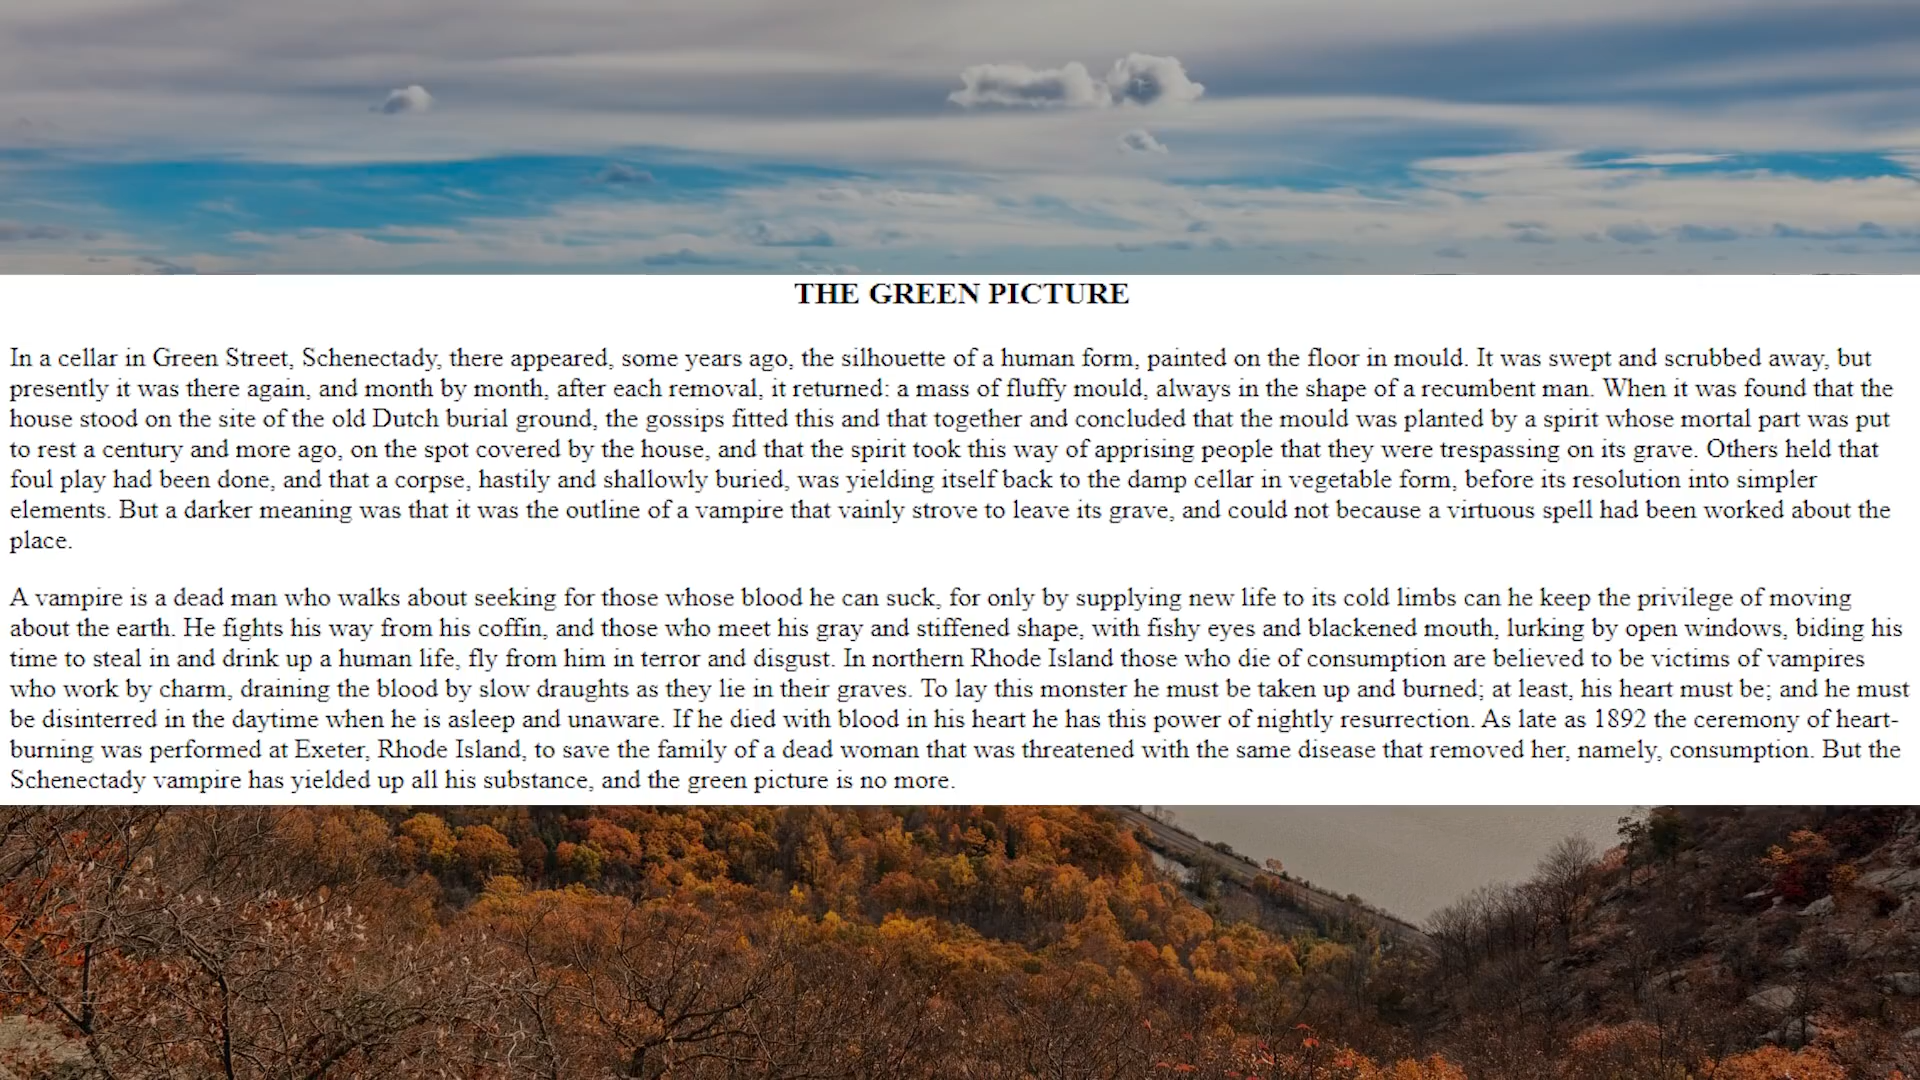 THE GREEN PICTURE
In a cellar in Green Street, Schenectady, there appeared, some years ago, the silhouette of a human form, painted on the floor in mould. It was swept and scrubbed away, but
presently it was there again, and month by month, after each removal, it returned: a mass of fluffy mould, always in the shape of a recumbent man. When it was found that the
house stood on the site of the old Dutch burial ground, the gossips fitted this and that together and concluded that the mould was planted by a spirit whose mortal part was put
to rest a century and more ago, on the spot covered by the house, and that the spirit took this way of apprising people that they were trespassing on its grave. Others held that
foul play had been done, and that a corpse, hastily and shallowly buried, was yielding itself back to the damp cellar in vegetable form, before its resolution into simpler
elements. But a darker meaning was that it was the outline of a vampire that vainly strove to leave its grave, and could not because a virtuous spell had been worked about the
place.
A vampire is a dead man who walks about seeking for those whose blood he can suck, for only by supplying new life to its cold limbs can he keep the privilege of moving
about the earth. He fights his way from his coffin, and those who meet his gray and stiffened shape, with fishy eyes and blackened mouth, lurking by open windows, biding his
time to steal in and drink up a human life, fly from him in terror and disgust. In northern Rhode Island those who die of consumption are believed to be victims of vampires
who work by charm, draining the blood by slow draughts as they lie in their graves. To lay this monster he must be taken up and burned; at least, his heart must be; and he must
be disinterred in the daytime when he is asleep and unaware. If he died with blood in his heart he has this power of nightly resurrection. As late as 1892 the ceremony of heart-
burning was performed at Exeter, Rhode Island, to save the family of a dead woman that was threatened with the same disease that removed her, namely, consumption. But the
Schenectady vampire has yielded up all his substance, and the green picture is no more.